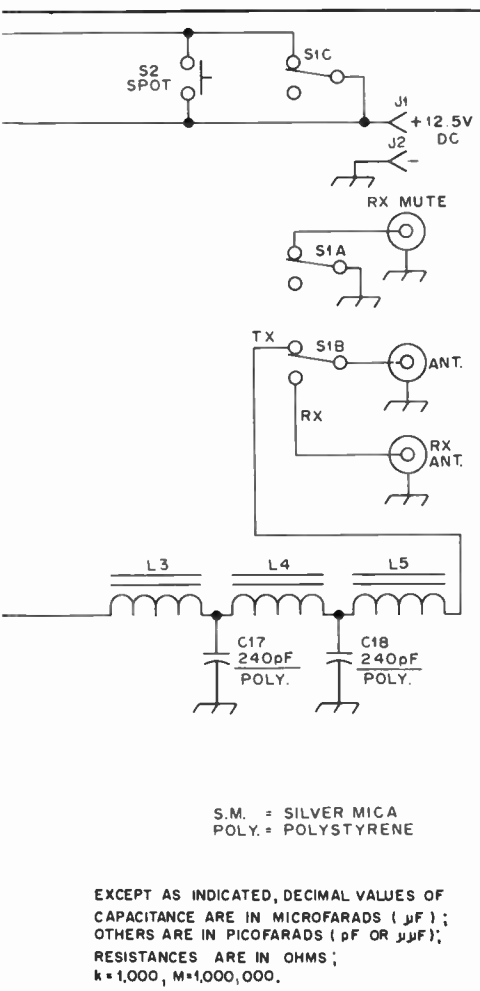 S2
SPOT
S1C
J1
+12.5V
DC
J2
-
RX MUTE
S1A
TX
S1B
ANT.
RX
RX
ANT.
L3
L4
L5
C17
240pF
POLY.
C18
240pF
POLY.
S.M. = SILVER MICA
POLY. = POLYSTYRENE
EXCEPT AS INDICATED, DECIMAL VALUES OF
CAPACITANCE ARE IN MICROFARADS ( µF ) ;
OTHERS ARE IN PICOFARADS ( pF OR µµF);
RESISTANCES ARE IN OHMS ;
k = 1,000 , M=1,000,000.